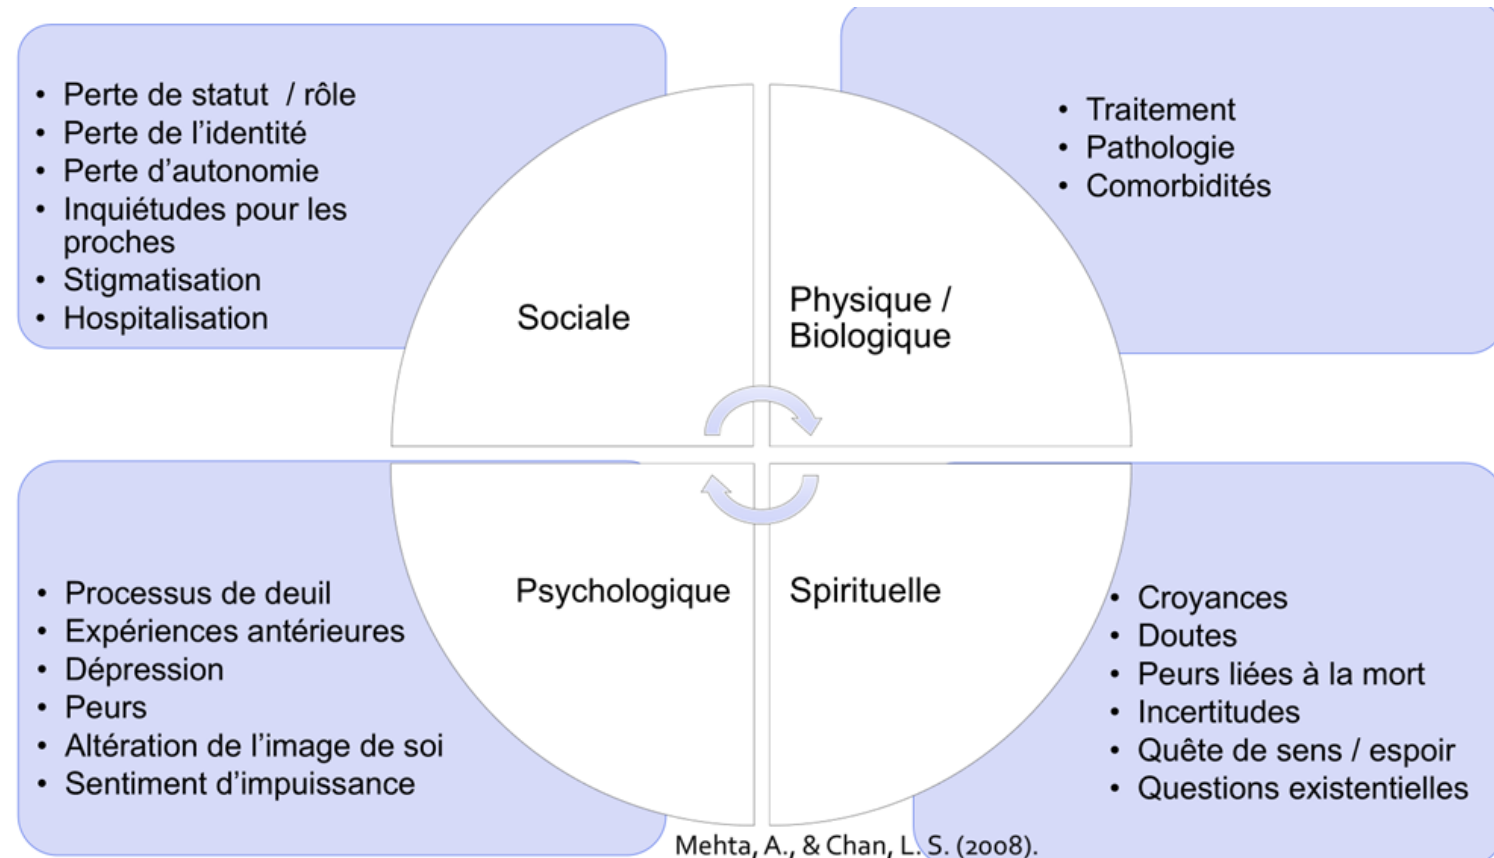 • Perte de statut / rôle
• Perte de l’identité
• Perte d’autonomie
• Inquiétudes pour les
proches
• Stigmatisation
• Hospitalisation
• Traitement
• Pathologie
• Comorbidités
Sociale
Physique /
Biologique
Psychologique
Spirituelle
• Processus de deuil
• Expériences antérieures
• Dépression
• Peurs
• Altération de l’image de soi
• Sentiment d’impuissance
• Croyances
• Doutes
• Peurs liées à la mort
• Incertitudes
• Quête de sens / espoir
• Questions existentielles
Mehta, A., & Chan, L. S. (2008).